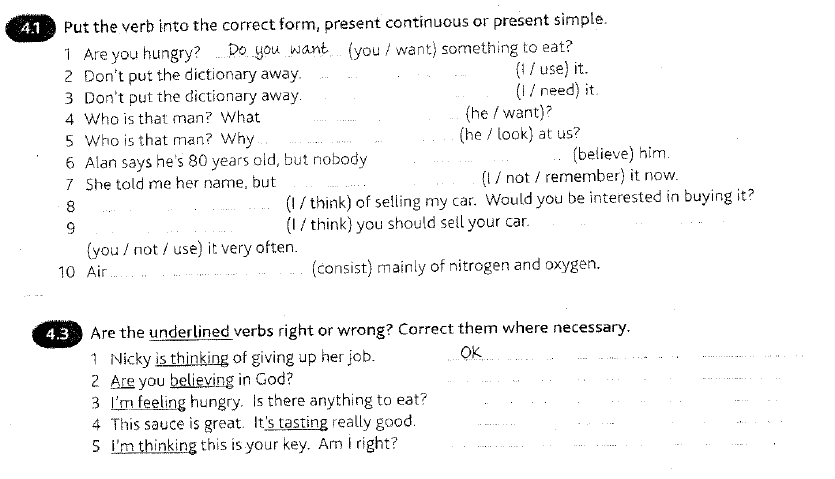 4.1 Put the verb into the correct form, present continuous or present simple.
1 Are you hungry? Do you want (you / want) something to eat?
2 Don't put the dictionary away. (I / use) it.
3 Don't put the dictionary away. (I / need) it.
4 Who is that man? What (he / want)?
5 Who is that man? Why (he / look) at us?
6 Alan says he's 80 years old, but nobody (believe) him.
7 She told me her name, but (I / not / remember) it now.
8 (I / think) of selling my car. Would you be interested in buying it?
9 (I / think) you should sell your car.
(you / not / use) it very often.
10 Air (consist) mainly of nitrogen and oxygen.
4.3 Are the underlined verbs right or wrong? Correct them where necessary.
1 Nicky is thinking of giving up her job. OK
2 Are you believing in God?
3 I'm feeling hungry. Is there anything to eat?
4 This sauce is great. It's tasting really good.
5 I'm thinking this is your key. Am I right?